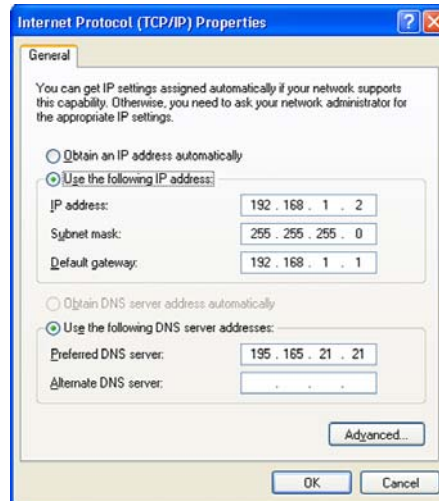 Internet Protocol (TCP/IP) Properties
General
You can get IP settings assigned automatically if your network supports
this capability. Otherwise, you need to ask your network administrator for
the appropriate IP settings.
Obtain an IP address automatically
Use the following IP address:
IP address: 192 . 168 . 1 . 2
Subnet mask: 255 . 255 . 255 . 0
Default gateway: 192 . 168 . 1 . 1
Obtain DNS server address automatically
Use the following DNS server addresses:
Preferred DNS server: 195 . 165 . 21 . 21
Alternate DNS server: . . .
Advanced...
OK Cancel